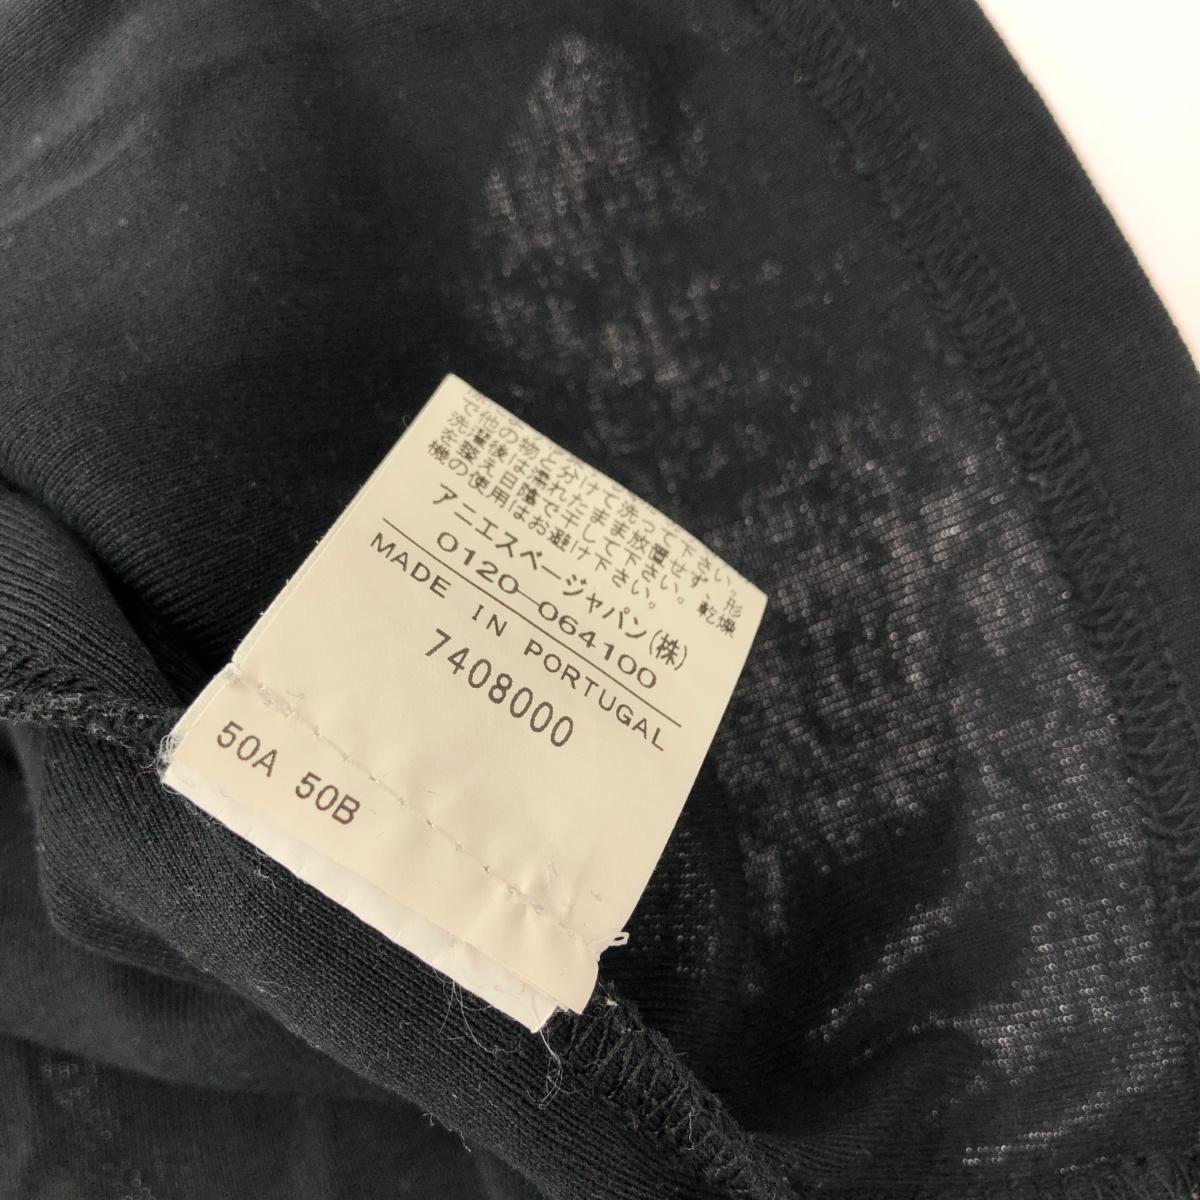 で他の物と分けて洗って下さい。
洗濯後は濡れたまま放置せず、形
を整え日陰で干して下さい。乾燥
機の使用はお避け下さい。
アニエスベージャパン(株)
0120-064100
MADE IN PORTUGAL
7408000
50A 50B